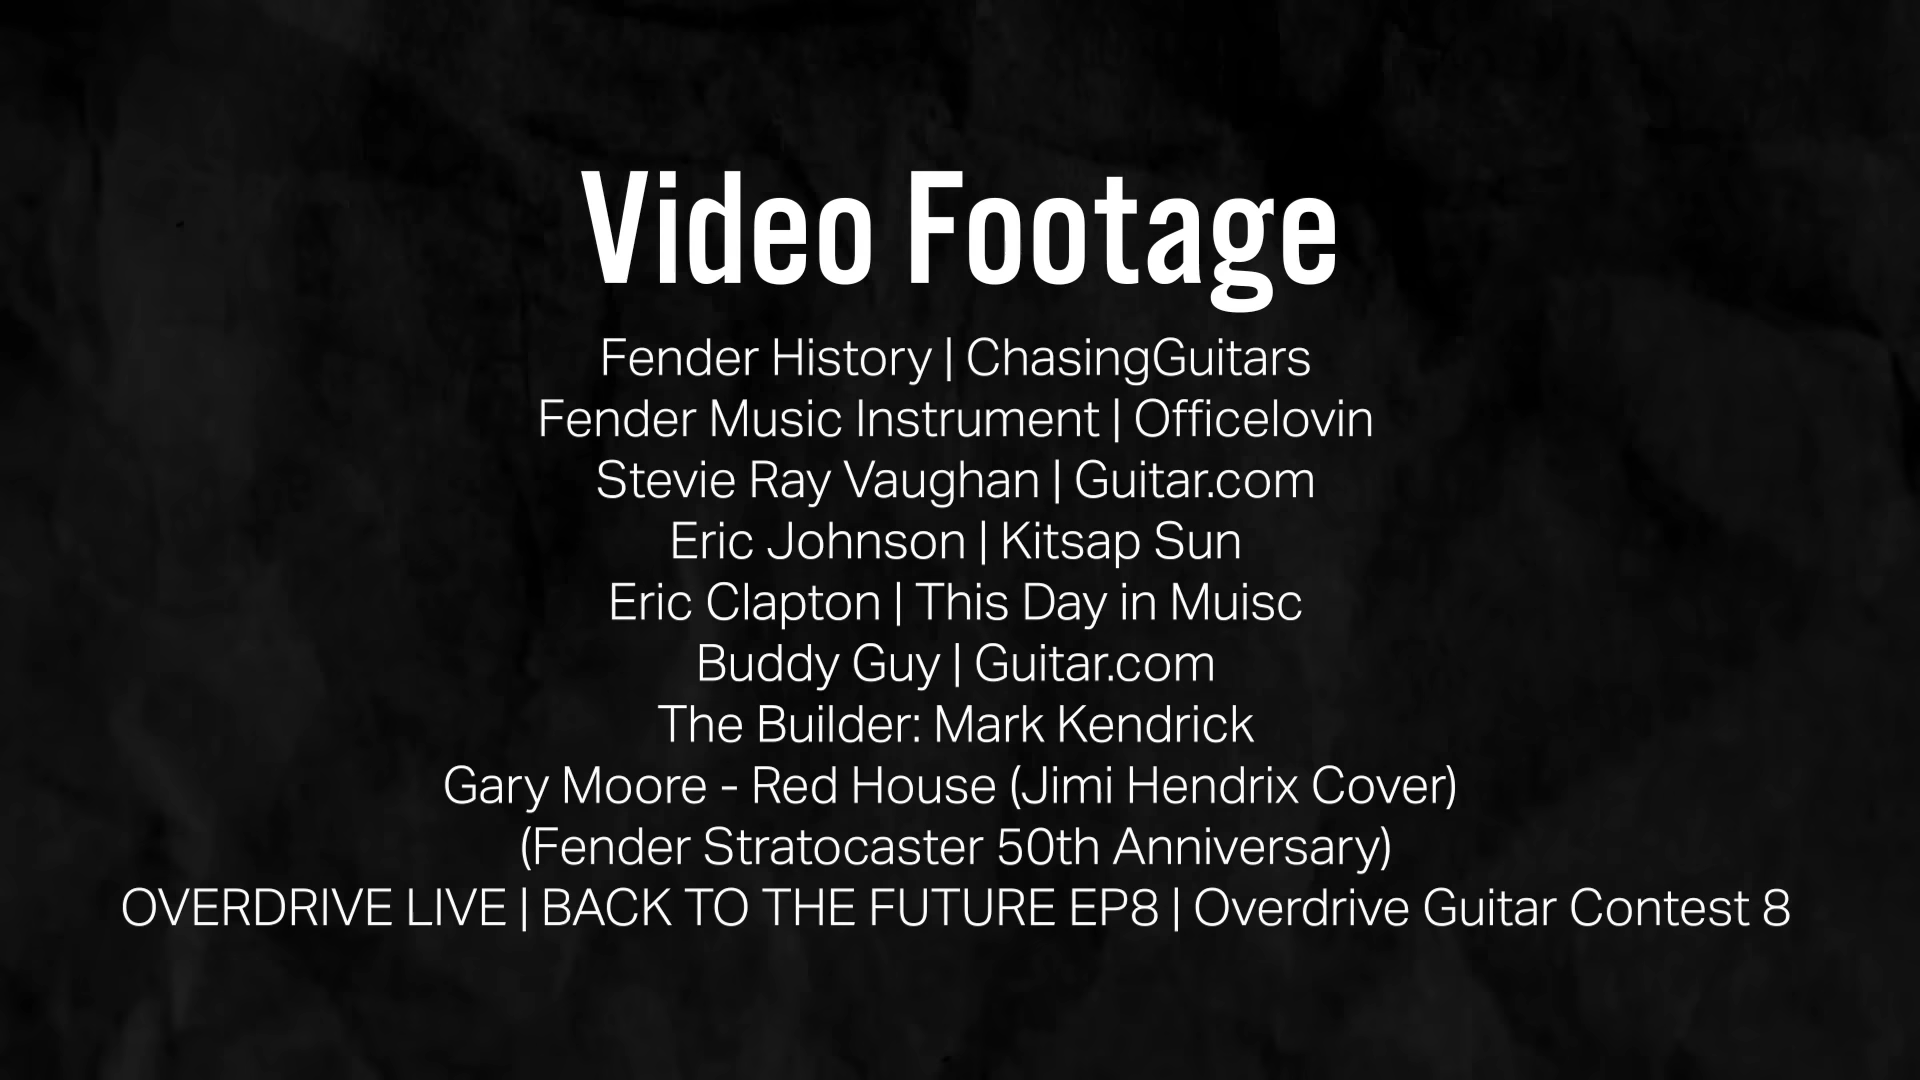 Video Footage
Fender History | ChasingGuitars
Fender Music Instrument | Officelovin
Stevie Ray Vaughan | Guitar.com
Eric Johnson | Kitsap Sun
Eric Clapton | This Day in Muisc
Buddy Guy | Guitar.com
The Builder: Mark Kendrick
Gary Moore - Red House (Jimi Hendrix Cover)
(Fender Stratocaster 50th Anniversary)
OVERDRIVE LIVE | BACK TO THE FUTURE EP8 | Overdrive Guitar Contest 8